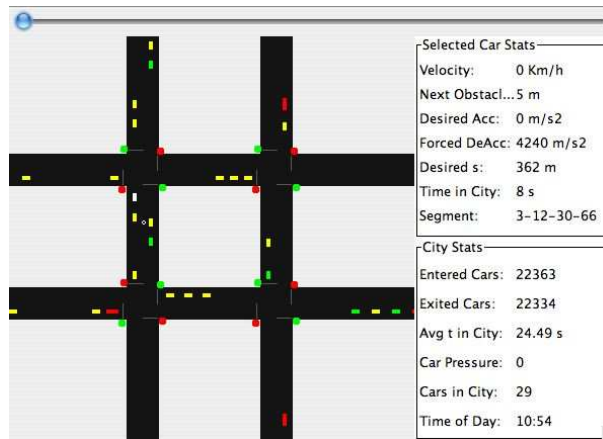 Selected Car Stats
Velocity: 0 Km/h
Next Obstacl...5 m
Desired Acc: 0 m/s2
Forced DeAcc: 4240 m/s2
Desired s: 362 m
Time in City: 8 s
Segment: 3-12-30-66
City Stats
Entered Cars: 22363
Exited Cars: 22334
Avg t in City: 24.49 s
Car Pressure: 0
Cars in City: 29
Time of Day: 10:54